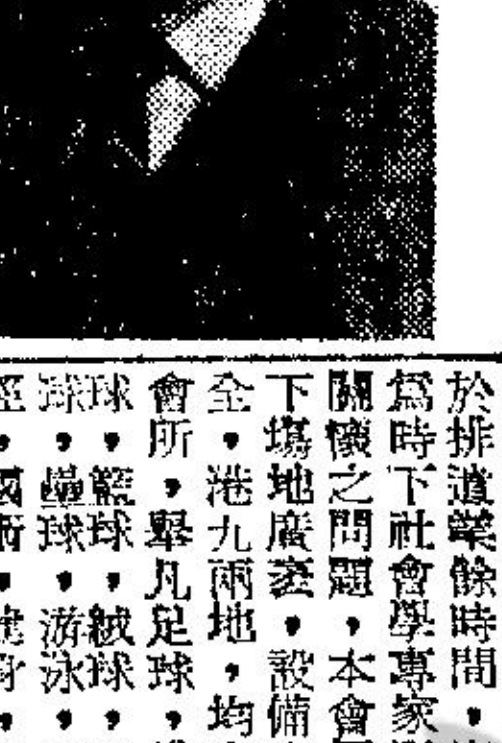 於排遣業餘時間，
為時下社會學專家
關懷之問題，本會
下場地廣袤，設備
全，港九兩地，均
會所，舉凡足球，
球，籃球，絨球，
球，壘球，游泳，
徑，國術，健身，